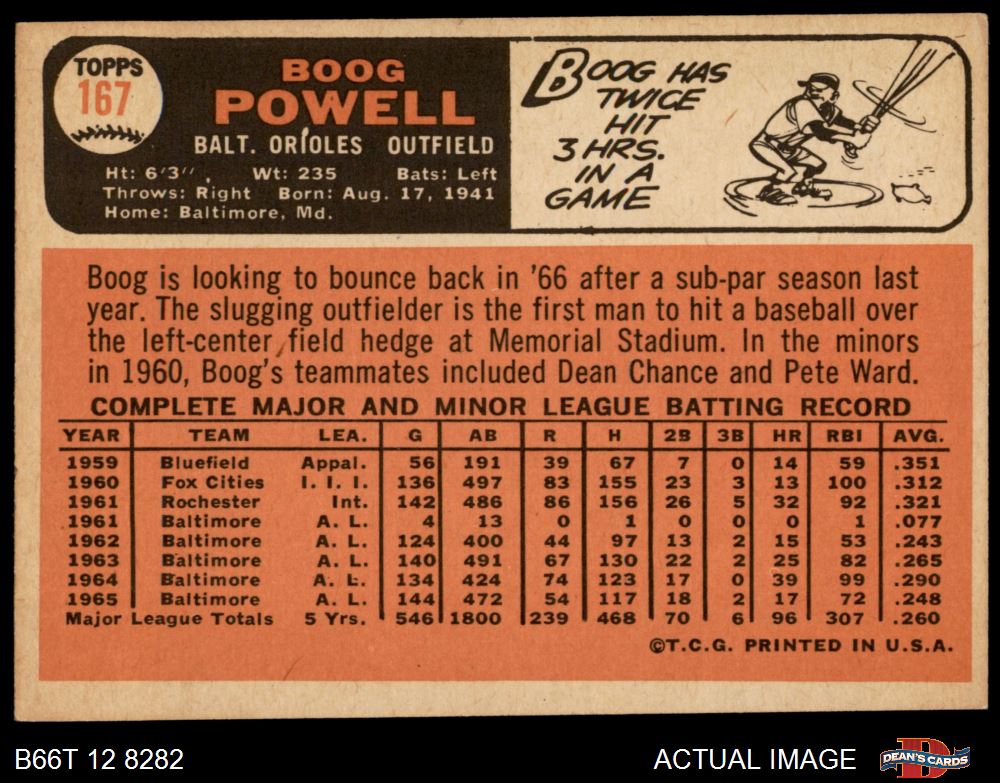 TOPPS
167
BOOG
POWELL
BALT. ORIOLES OUTFIELD
Ht: 6'3", Wt: 235 Bats: Left
Throws: Right Born: Aug. 17, 1941
Home: Baltimore, Md.
BOOG HAS
TWICE
HIT
3 HRS.
IN A
GAME
Boog is looking to bounce back in '66 after a sub-par season last
year. The slugging outfielder is the first man to hit a baseball over
the left-center field hedge at Memorial Stadium. In the minors
in 1960, Boog's teammates included Dean Chance and Pete Ward.
COMPLETE MAJOR AND MINOR LEAGUE BATTING RECORD
YEAR TEAM LEA. G AB R H 2B 3B HR RBI AVG.
1959 Bluefield Appal. 56 191 39 67 7 0 14 59 .351
1960 Fox Cities I. I. I. 136 497 83 155 23 3 13 100 .312
1961 Rochester Int. 142 486 86 156 26 5 32 92 .321
1961 Baltimore A. L. 4 13 0 1 0 0 0 1 .077
1962 Baltimore A. L. 124 400 44 97 13 2 15 53 .243
1963 Baltimore A. L. 140 491 67 130 22 2 25 82 .265
1964 Baltimore A. L. 134 424 74 123 17 0 39 99 .290
1965 Baltimore A. L. 144 472 54 117 18 2 17 72 .248
Major League Totals 5 Yrs. 546 1800 239 468 70 6 96 307 .260
©T.C.G. PRINTED IN U.S.A.
B66T 12 8282 ACTUAL IMAGE DEAN'S CARDS